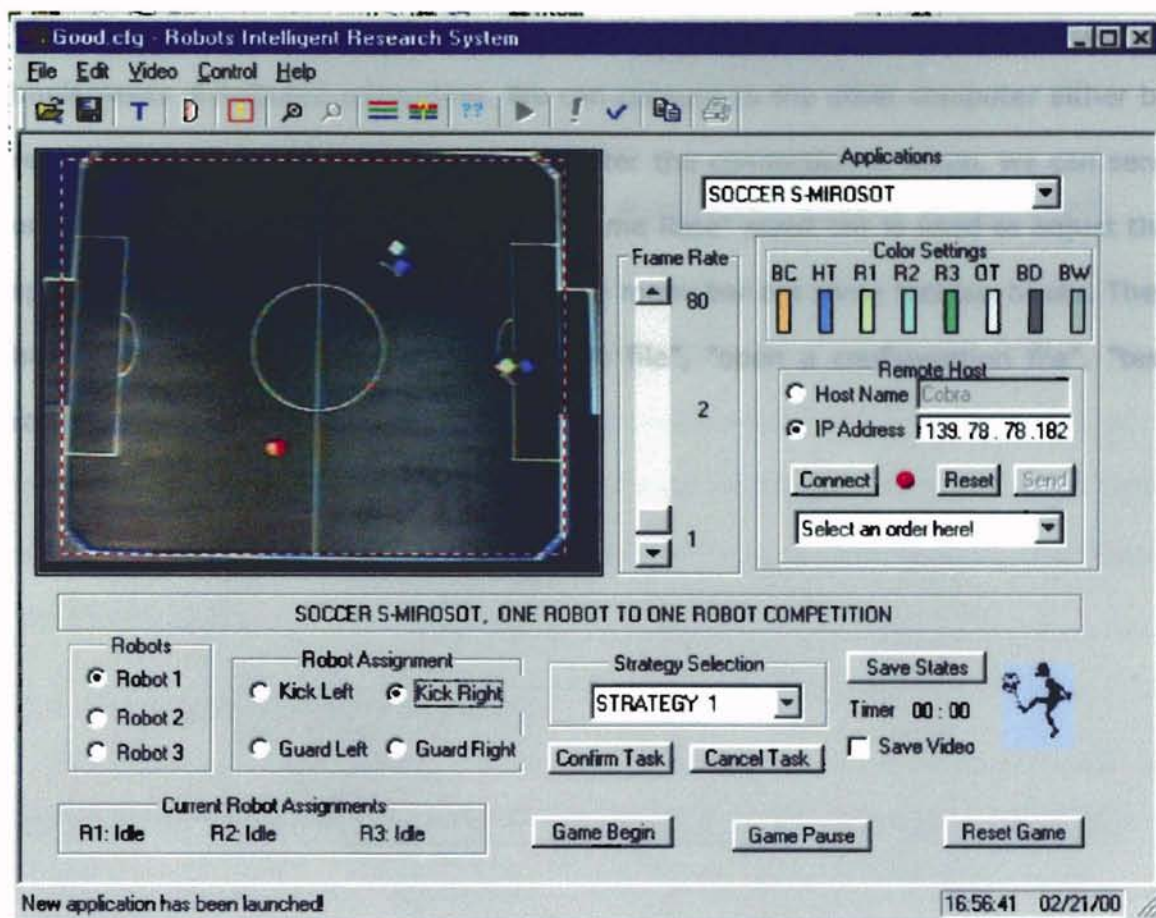 Good.cfg - Robots Intelligent Research System
File Edit Video Control Help
T D ?? !
Applications
SOCCER S-MIROSOT
Frame Rate
80
2
1
Color Settings
BC HT R1 R2 R3 OT BD BW
Remote Host
Host Name Cobra
IP Address 139. 78 . 78 .182
Connect Reset Send
Select an order here!
SOCCER S-MIROSOT, ONE ROBOT TO ONE ROBOT COMPETITION
Robots
Robot 1
Robot 2
Robot 3
Robot Assignment
Kick Left Kick Right
Guard Left Guard Right
Strategy Selection
STRATEGY 1
Confirm Task Cancel Task
Save States
Timer 00 : 00
Save Video
Current Robot Assignments
R1: Idle R2: Idle R3: Idle
Game Begin Game Pause Reset Game
New application has been launched!
16:56:41 02/21/00